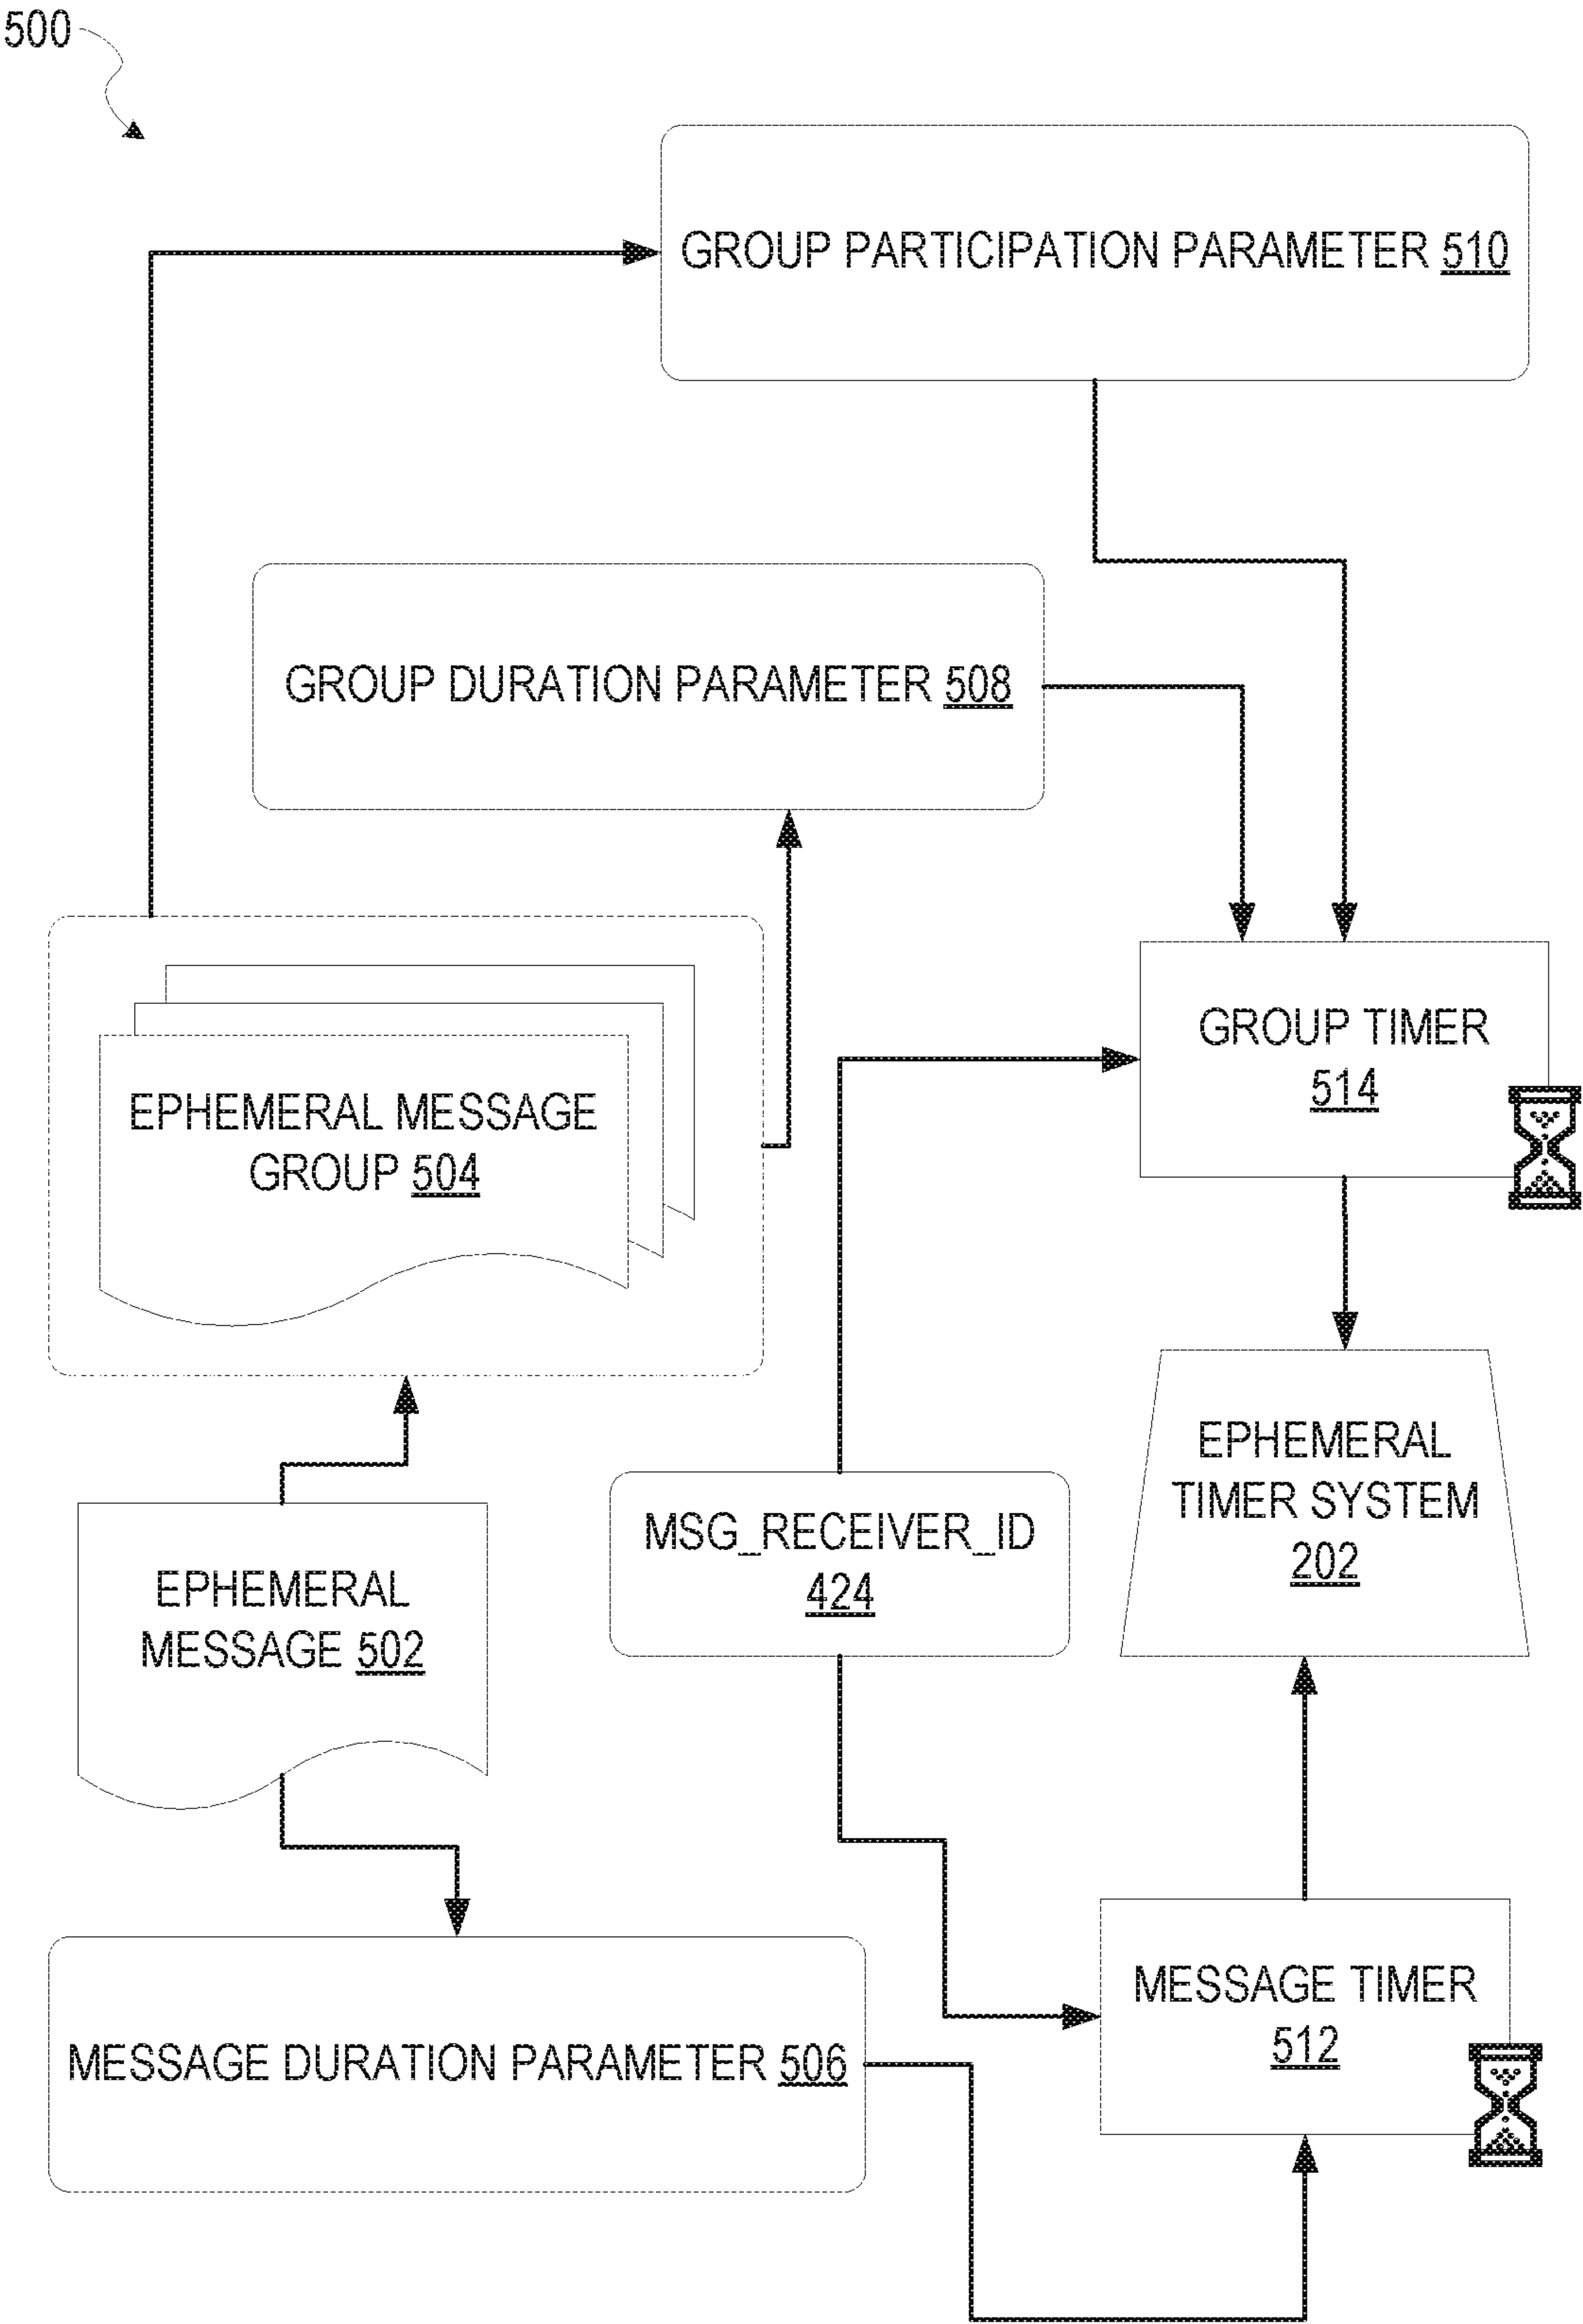 500
GROUP PARTICIPATION PARAMETER 510
GROUP DURATION PARAMETER 508
GROUP TIMER
514
EPHEMERAL MESSAGE
GROUP 504
EPHEMERAL
TIMER SYSTEM
202
MSG_RECEIVER_ID
424
EPHEMERAL
MESSAGE 502
MESSAGE TIMER
512
MESSAGE DURATION PARAMETER 506